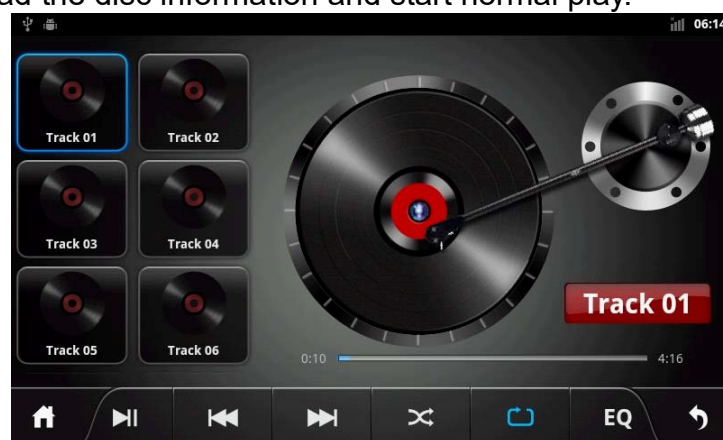 ad the disc information and start normal play.
06:14
Track 01
Track 02
Track 03
Track 04
Track 05
Track 06
Track 01
0:10
4:16
EQ